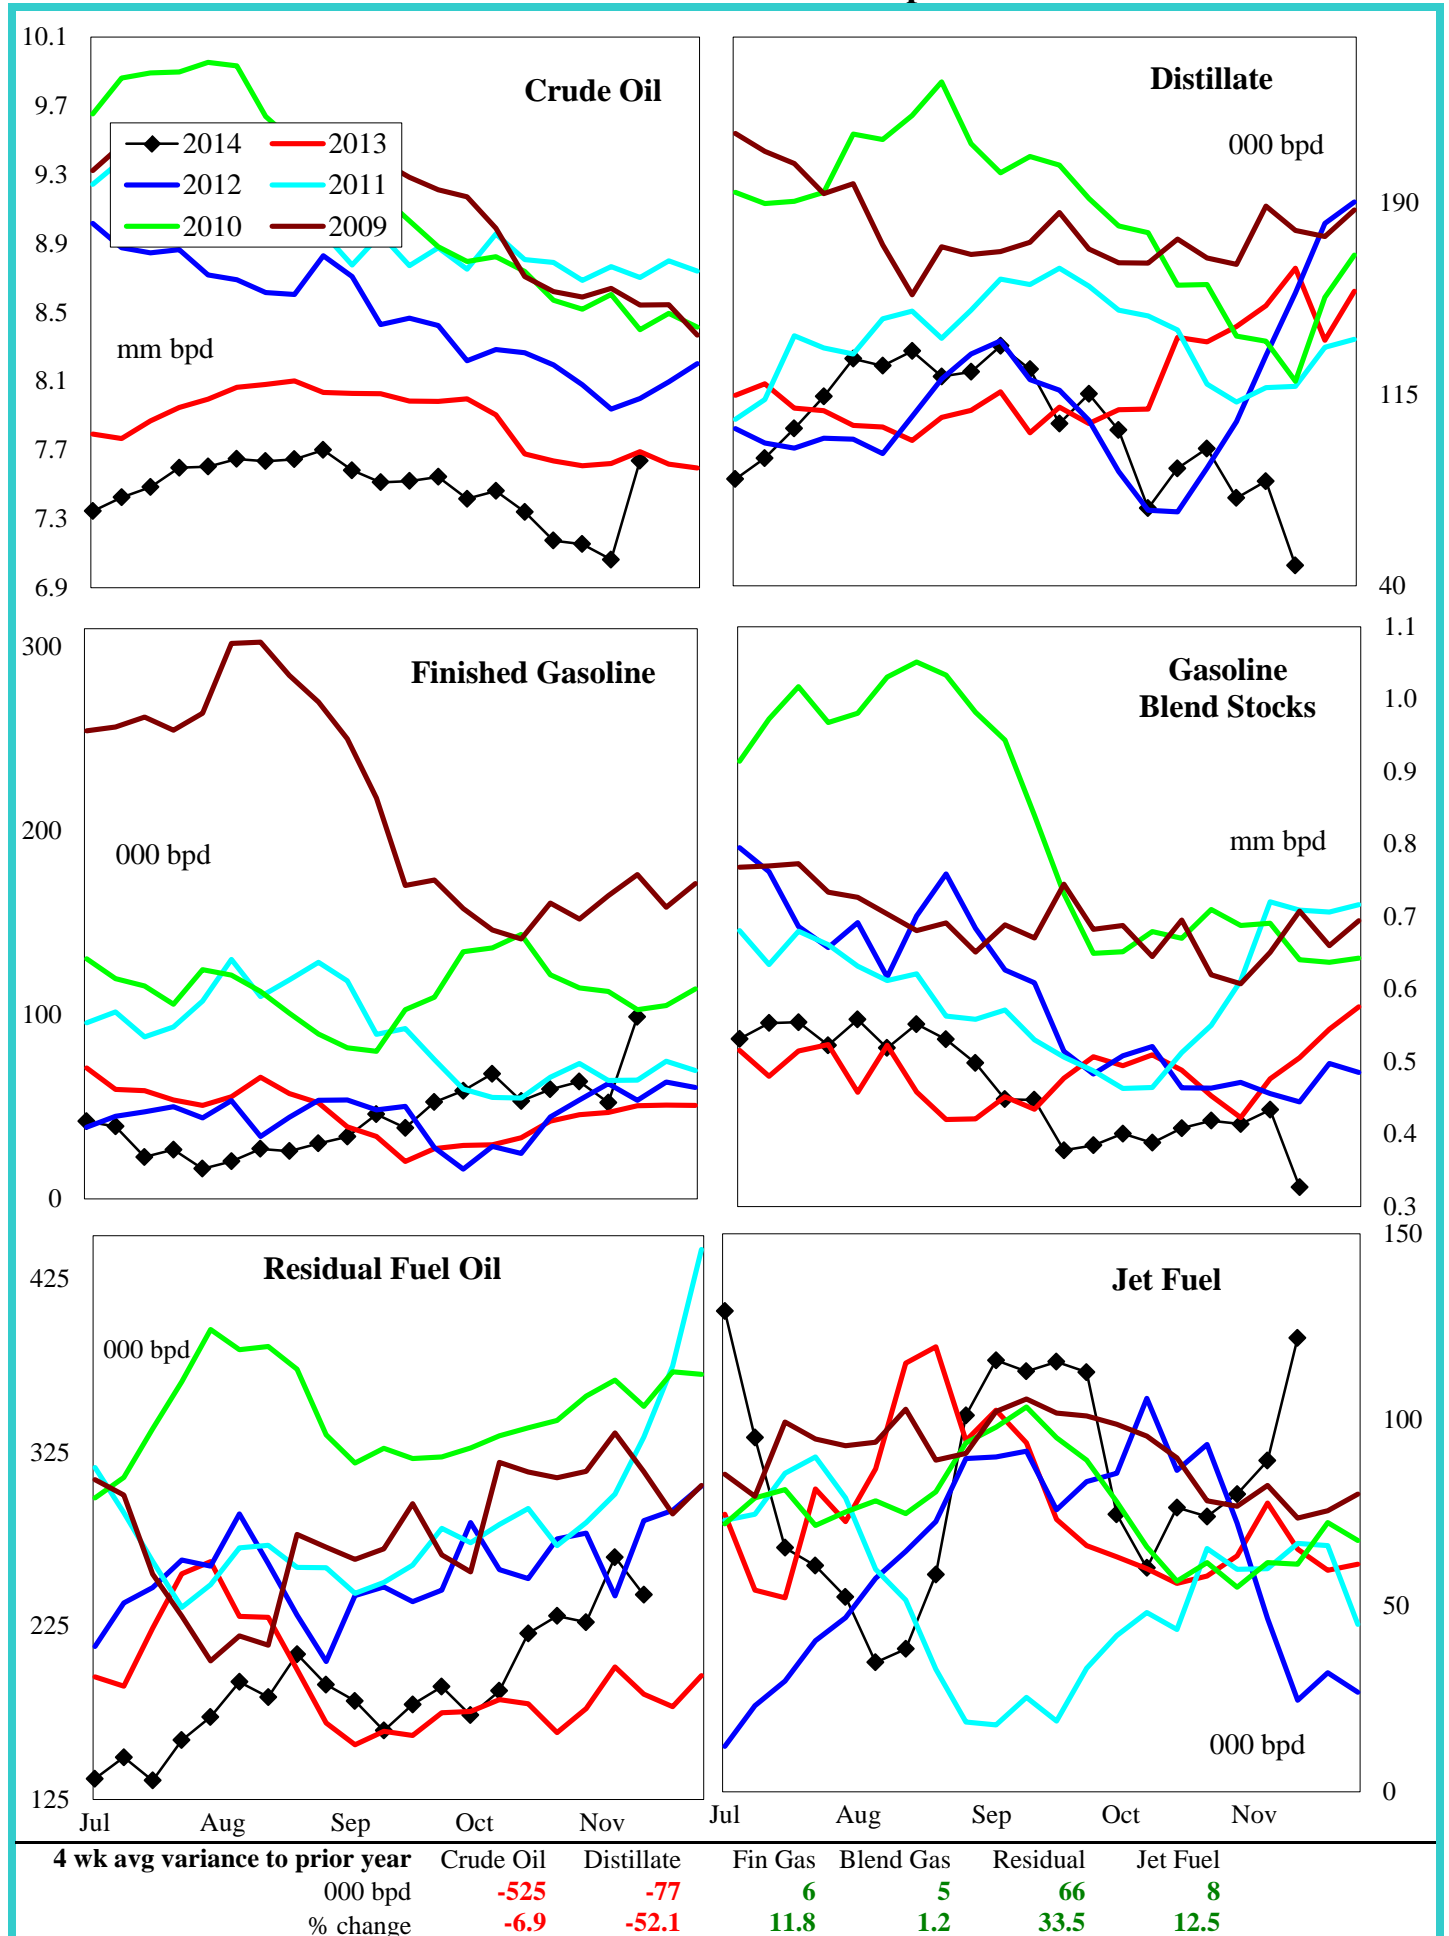 10.1
9.7
9.3
8.9
8.5
8.1
7.7
7.3
6.9
Crude Oil
2014 2013
2012 2011
2010 2009
mm bpd
Distillate
000 bpd
190
115
40
300
200
100
0
Finished Gasoline
000 bpd
Gasoline
Blend Stocks
mm bpd
1.1
1.0
0.9
0.8
0.7
0.6
0.5
0.4
0.3
425
325
225
125
Residual Fuel Oil
000 bpd
Jul Aug Sep Oct Nov
Jet Fuel
000 bpd
150
100
50
0
Jul Aug Sep Oct Nov
4 wk avg variance to prior year Crude Oil Distillate Fin Gas Blend Gas Residual Jet Fuel
000 bpd -525 -77 6 5 66 8
% change -6.9 -52.1 11.8 1.2 33.5 12.5